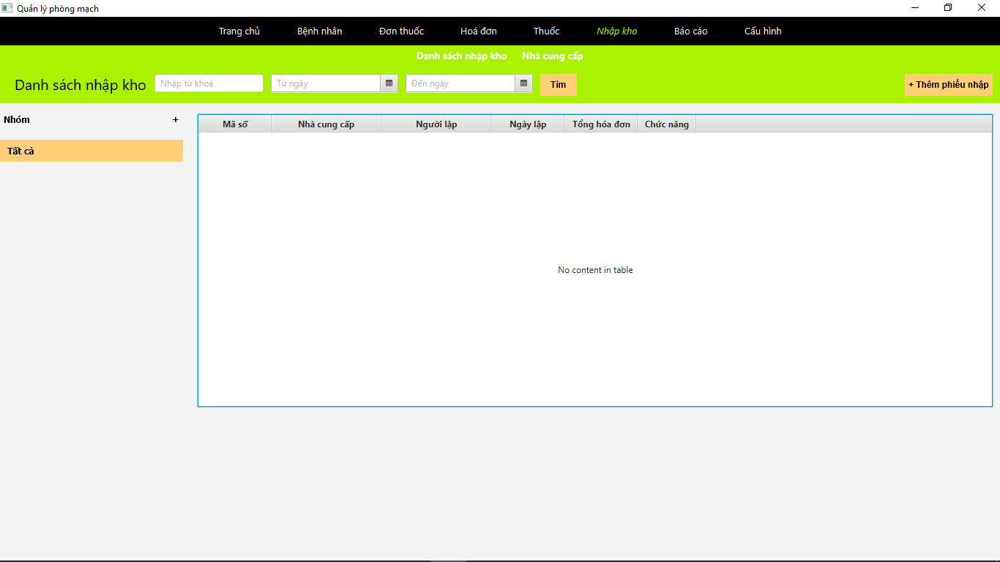 Quản lý phòng mạch
Trang chủ Bệnh nhân Đơn thuốc Hoá đơn Thuốc Nhập kho Báo cáo Cấu hình
Danh sách nhập kho Nhà cung cấp
Danh sách nhập kho Nhập từ khoá Từ ngày Đến ngày Tìm + Thêm phiếu nhập
Nhóm +
Tất cả
Mã số Nhà cung cấp Người lập Ngày lập Tổng hóa đơn Chức năng
No content in table